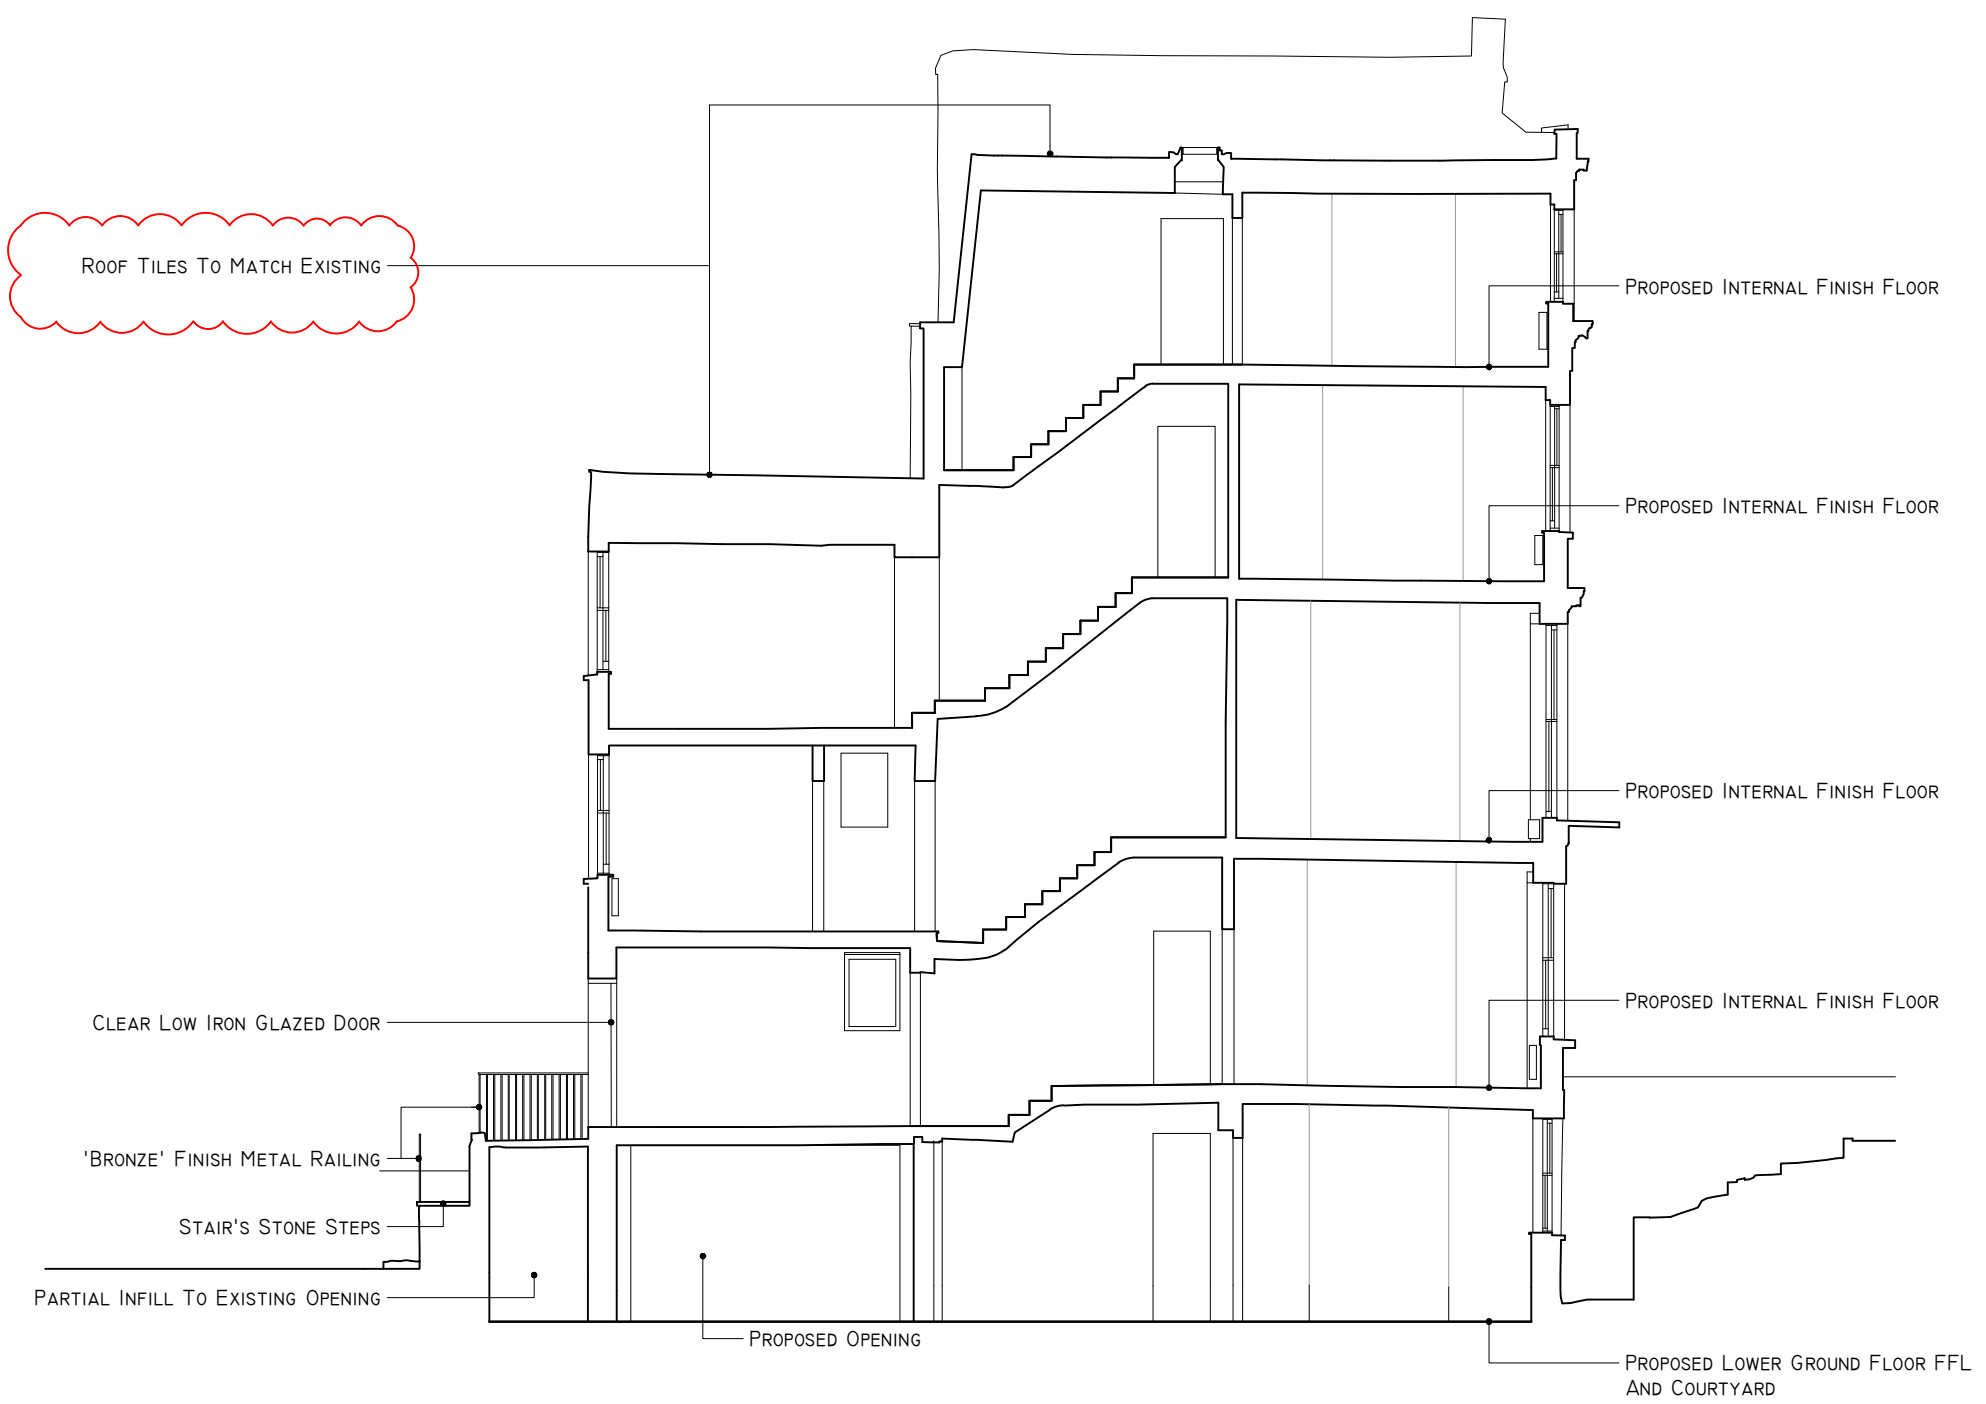 Roof Tiles To Match Existing
Proposed Internal Finish Floor
Proposed Internal Finish Floor
Proposed Internal Finish Floor
Proposed Internal Finish Floor
Clear Low Iron Glazed Door
'Bronze' Finish Metal Railing
Stair's Stone Steps
Partial Infill To Existing Opening
Proposed Opening
Proposed Lower Ground Floor FFL
And Courtyard